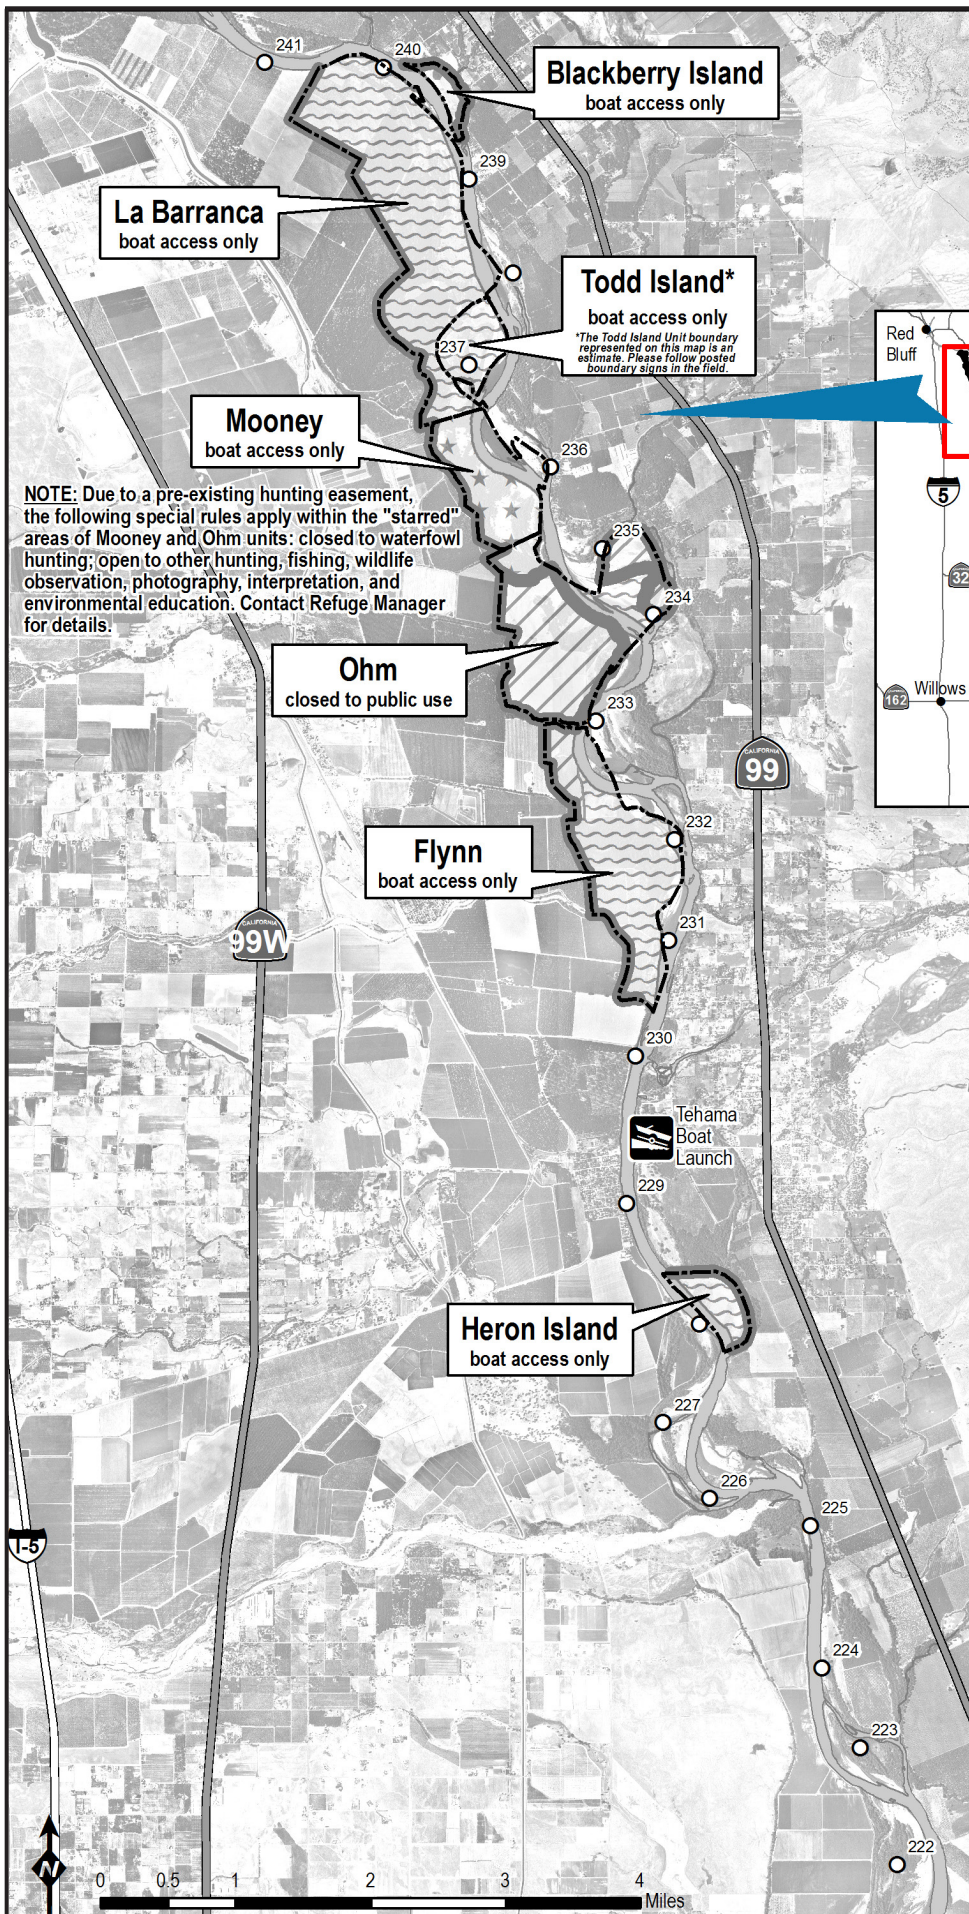 241
240
Blackberry Island
boat access only
239
La Barranca
boat access only
Todd Island*
boat access only
*The Todd Island Unit boundary
represented on this map is an
estimate. Please follow posted
boundary signs in the field.
237
Red
Bluff
Mooney
boat access only
236
5
NOTE: Due to a pre-existing hunting easement,
the following special rules apply within the "starred"
areas of Mooney and Ohm units: closed to waterfowl
hunting; open to other hunting, fishing, wildlife
observation, photography, interpretation, and
environmental education. Contact Refuge Manager
for details.
235
32
234
Ohm
closed to public use
162
Willows
233
CALIFORNIA
99
232
Flynn
boat access only
CALIFORNIA
99W
231
230
Tehama
Boat
Launch
229
Heron Island
boat access only
227
226
225
I-5
224
223
222
N
0 0.5 1 2 3 4
Miles